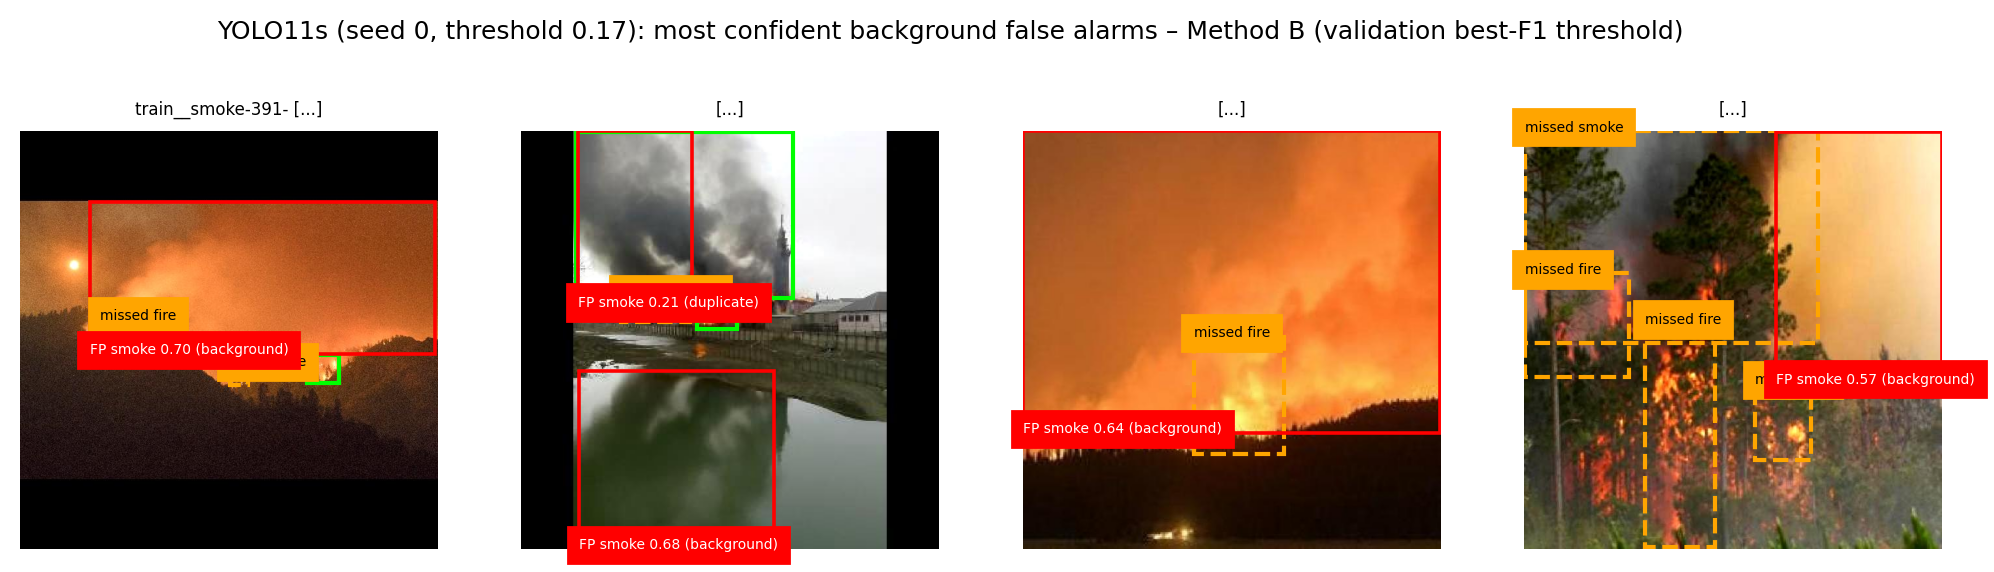 YOLO11s (seed 0, threshold 0.17): most confident background false alarms – Method B (validation best-F1 threshold)
train__smoke-391- [...]
[...]
[...]
[...]
missed fire
FP smoke 0.70 (background)
e
FP smoke 0.21 (duplicate)
FP smoke 0.68 (background)
missed fire
FP smoke 0.64 (background)
missed smoke
missed fire
missed fire
m
FP smoke 0.57 (background)